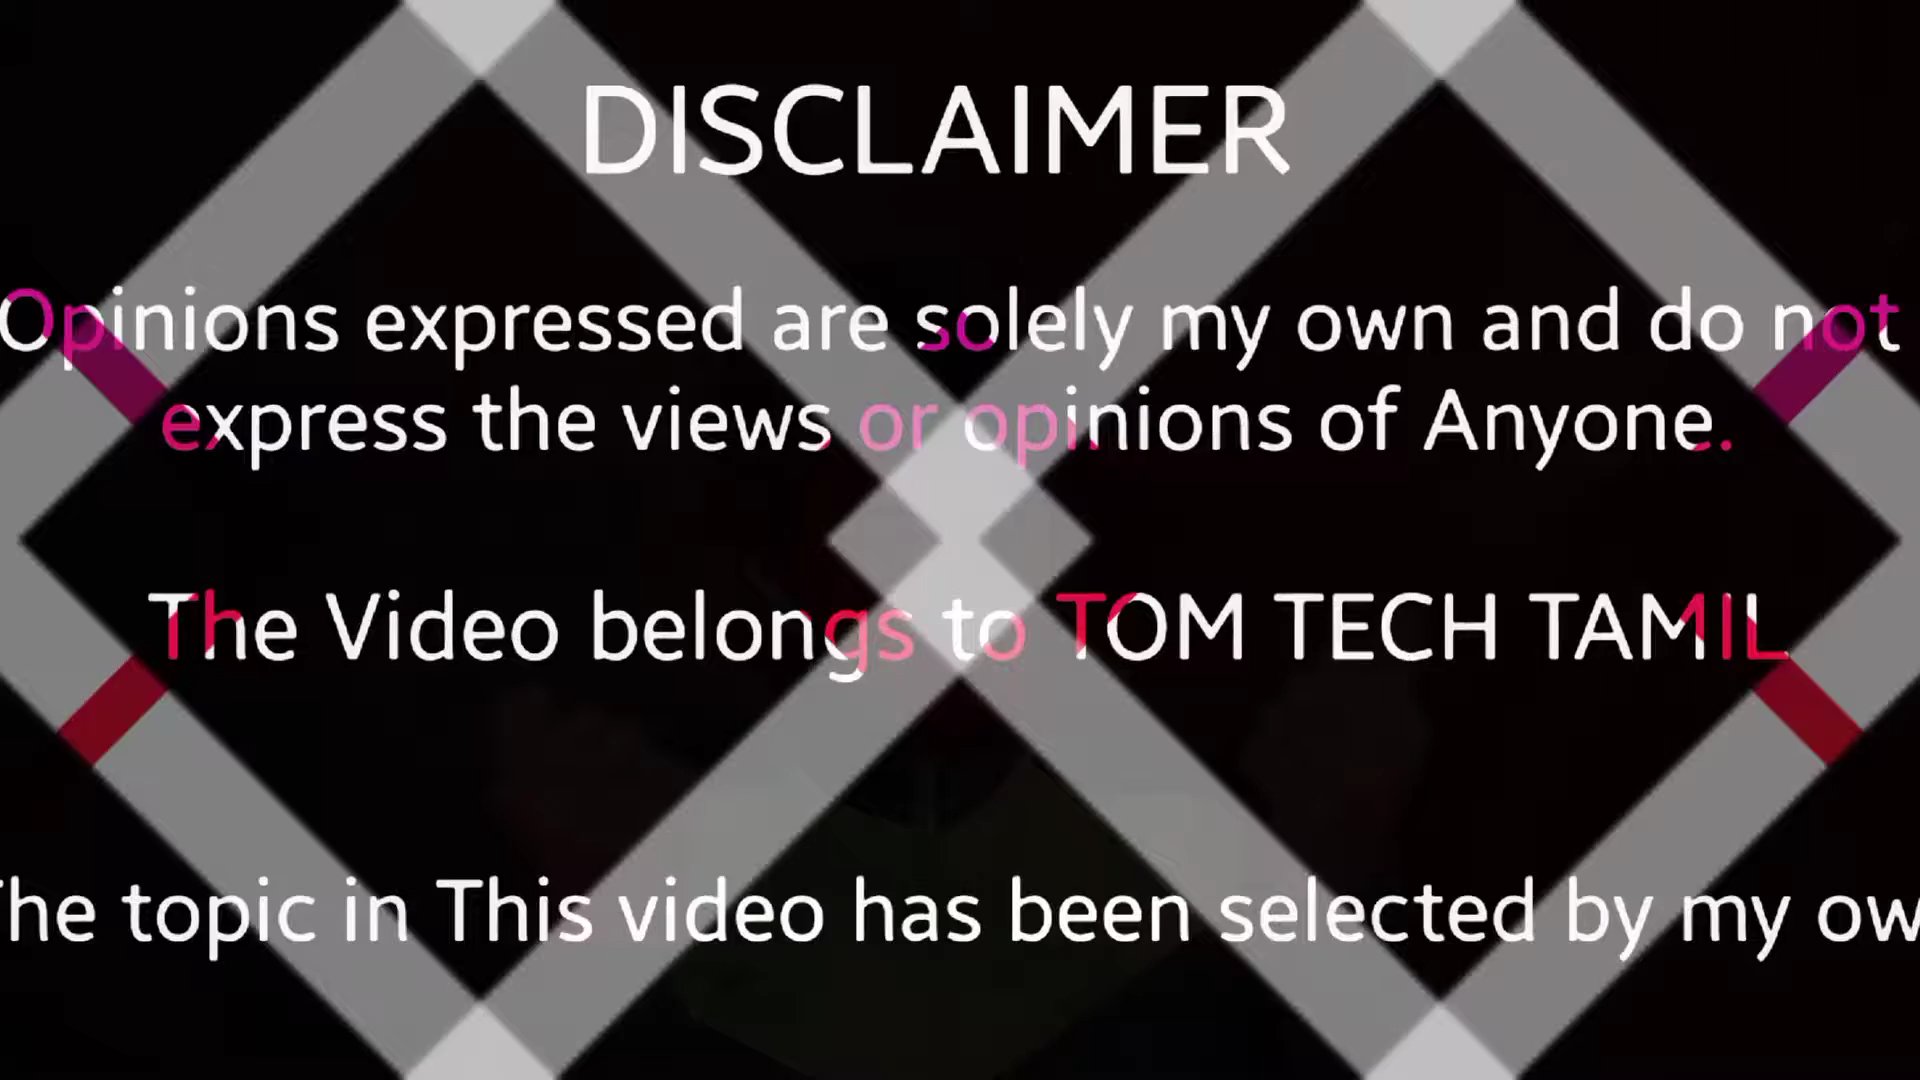 DISCLAIMER
Opinions expressed are solely my own and do not
express the views or opinions of Anyone.
The Video belongs to TOM TECH TAMIL
The topic in This video has been selected by my ow